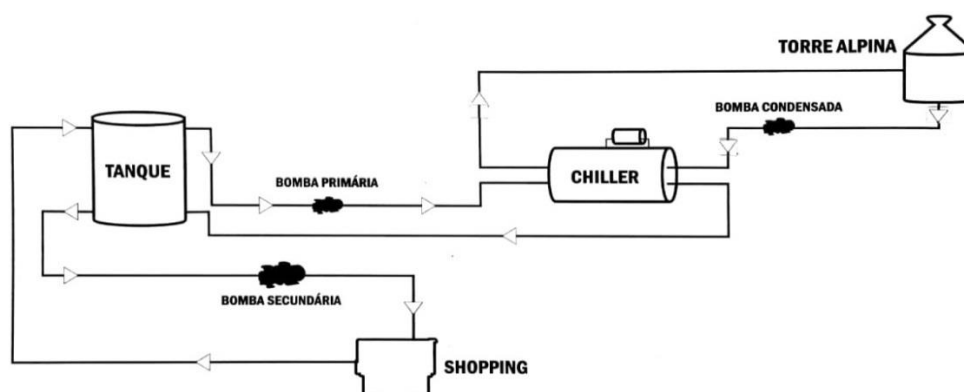 TORRE ALPINA
BOMBA CONDENSADA
TANQUE
BOMBA PRIMÁRIA
CHILLER
BOMBA SECUNDÁRIA
SHOPPING